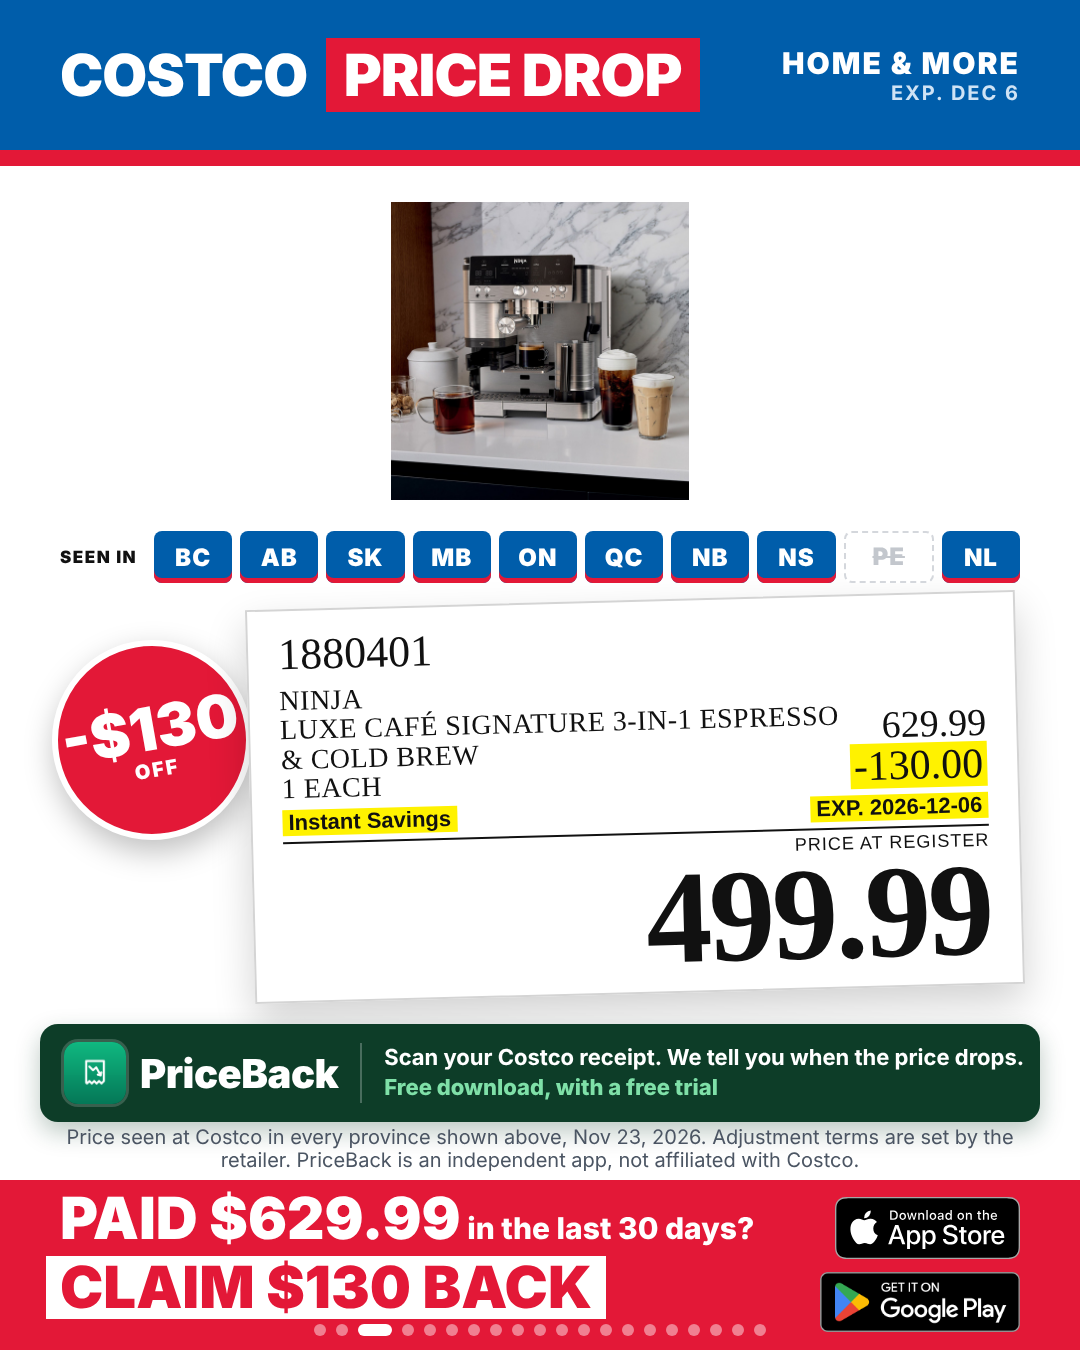 COSTCO PRICE DROP
HOME & MORE
EXP. DEC 6
Ninja
SEEN IN BC AB SK MB ON QC NB NS PE NL
-$130
OFF
1880401
NINJA
LUXE CAFÉ SIGNATURE 3-IN-1 ESPRESSO
& COLD BREW
1 EACH
629.99
-130.00
Instant Savings
EXP. 2026-12-06
PRICE AT REGISTER
499.99
PriceBack
Scan your Costco receipt. We tell you when the price drops.
Free download, with a free trial
Price seen at Costco in every province shown above, Nov 23, 2026. Adjustment terms are set by the
retailer. PriceBack is an independent app, not affiliated with Costco.
PAID $629.99 in the last 30 days?
CLAIM $130 BACK
Download on the
App Store
GET IT ON
Google Play